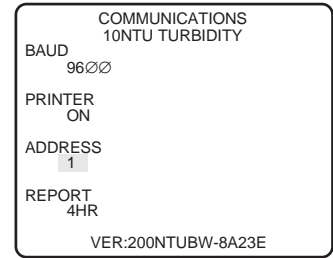 COMMUNICATIONS
10NTU TURBIDITY
BAUD
96∅∅
PRINTER
ON
ADDRESS
1
REPORT
4HR
VER:200NTUBW-8A23E